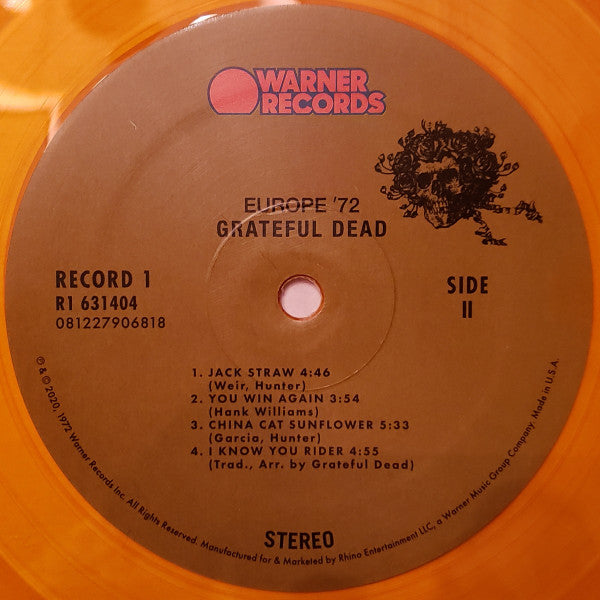 WARNER
RECORDS
EUROPE '72
GRATEFUL DEAD
RECORD 1
R1 631404
081227906818
SIDE
II
1. JACK STRAW 4:46
(Weir, Hunter)
2. YOU WIN AGAIN 3:54
(Hank Williams)
3. CHINA CAT SUNFLOWER 5:33
(Garcia, Hunter)
4. I KNOW YOU RIDER 4:55
(Trad., Arr. by Grateful Dead)
STEREO
℗ & © 2020, 1972 Warner Records Inc. All Rights Reserved. Manufactured for & Marketed by Rhino Entertainment LLC, a Warner Music Group Company. Made in U.S.A.